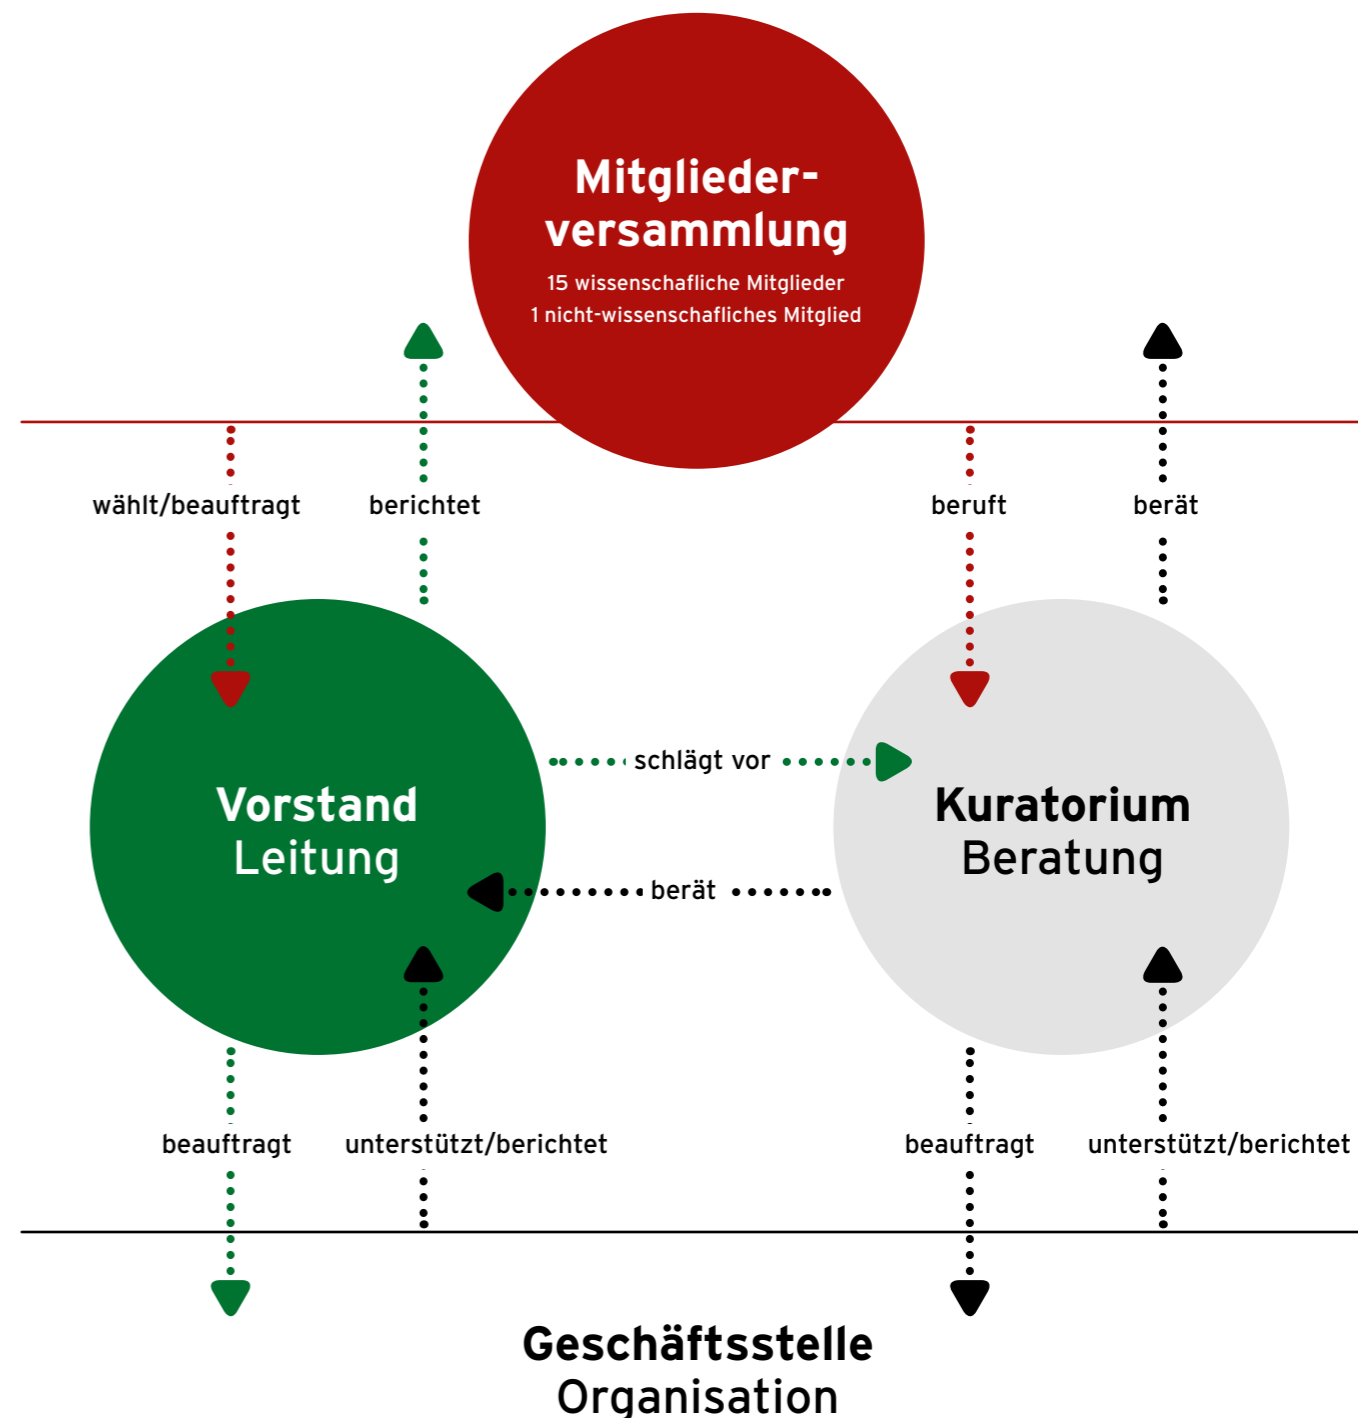 Mitglieder-
versammlung
15 wissenschafliche Mitglieder
1 nicht-wissenschafliches Mitglied
wählt/beauftragt
berichtet
beruft
berät
schlägt vor
Vorstand
Leitung
Kuratorium
Beratung
berät
beauftragt
unterstützt/berichtet
beauftragt
unterstützt/berichtet
Geschäftsstelle
Organisation